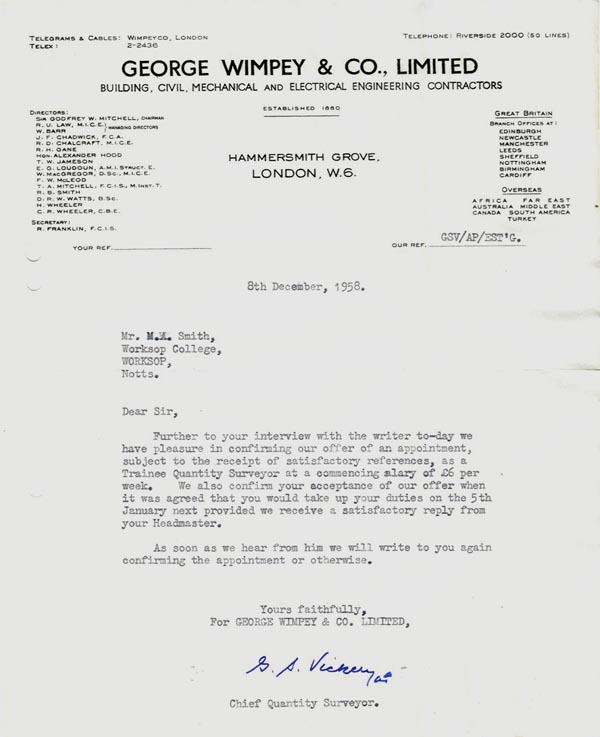 TELEGRAMS & CABLES: WIMPEYCO, LONDON
TELEX: 2-2436
TELEPHONE: RIVERSIDE 2000 (50 LINES)
GEORGE WIMPEY & CO., LIMITED
BUILDING, CIVIL, MECHANICAL AND ELECTRICAL ENGINEERING CONTRACTORS
ESTABLISHED 1880
DIRECTORS:
SIR GODFREY W. MITCHELL, CHAIRMAN
R. U. LAW, M.I.C.E.
W. BARR
} MANAGING DIRECTORS
J. F. CHADWICK, F.C.A.
R. D. CHALCRAFT, M.I.C.E.
R. H. GANE
HON. ALEXANDER HOOD
T. W. JAMESON
E. G. LOUDOUN, A.M.I.STRUCT.E.
W. MACGREGOR, D.SC., M.I.C.E.
F. W. MCLEOD
T. A. MITCHELL, F.C.I.S., M.INST.T.
R. B. SMITH
D. R. W. WATTS, B.SC.
H. WHEELER
C. R. WHEELER, C.B.E.
SECRETARY:
R. FRANKLIN, F.C.I.S.
HAMMERSMITH GROVE,
LONDON, W.6.
GREAT BRITAIN
BRANCH OFFICES AT:
EDINBURGH
NEWCASTLE
MANCHESTER
LEEDS
SHEFFIELD
NOTTINGHAM
BIRMINGHAM
CARDIFF
OVERSEAS
AFRICA FAR EAST
AUSTRALIA MIDDLE EAST
CANADA SOUTH AMERICA
TURKEY
YOUR REF.
OUR REF. GSV/AP/EST'G.
8th December, 1958.
Mr. Smith,
Worksop College,
WORKSOP,
Notts.
Dear Sir,
Further to your interview with the writer to-day we
have pleasure in confirming our offer of an appointment,
subject to the receipt of satisfactory references, as a
Trainee Quantity Surveyor at a commencing slary of £6 per
week. We also confirm your acceptance of our offer when
it was agreed that you would take up your duties on the 5th
January next provided we receive a satisfactory reply from
your Headmaster.
As soon as we hear from him we will write to you again
confirming the appointment or otherwise.
Yours faithfully,
For GEORGE WIMPEY & CO. LIMITED,
G. S. Vickery
Chief Quantity Surveyor.